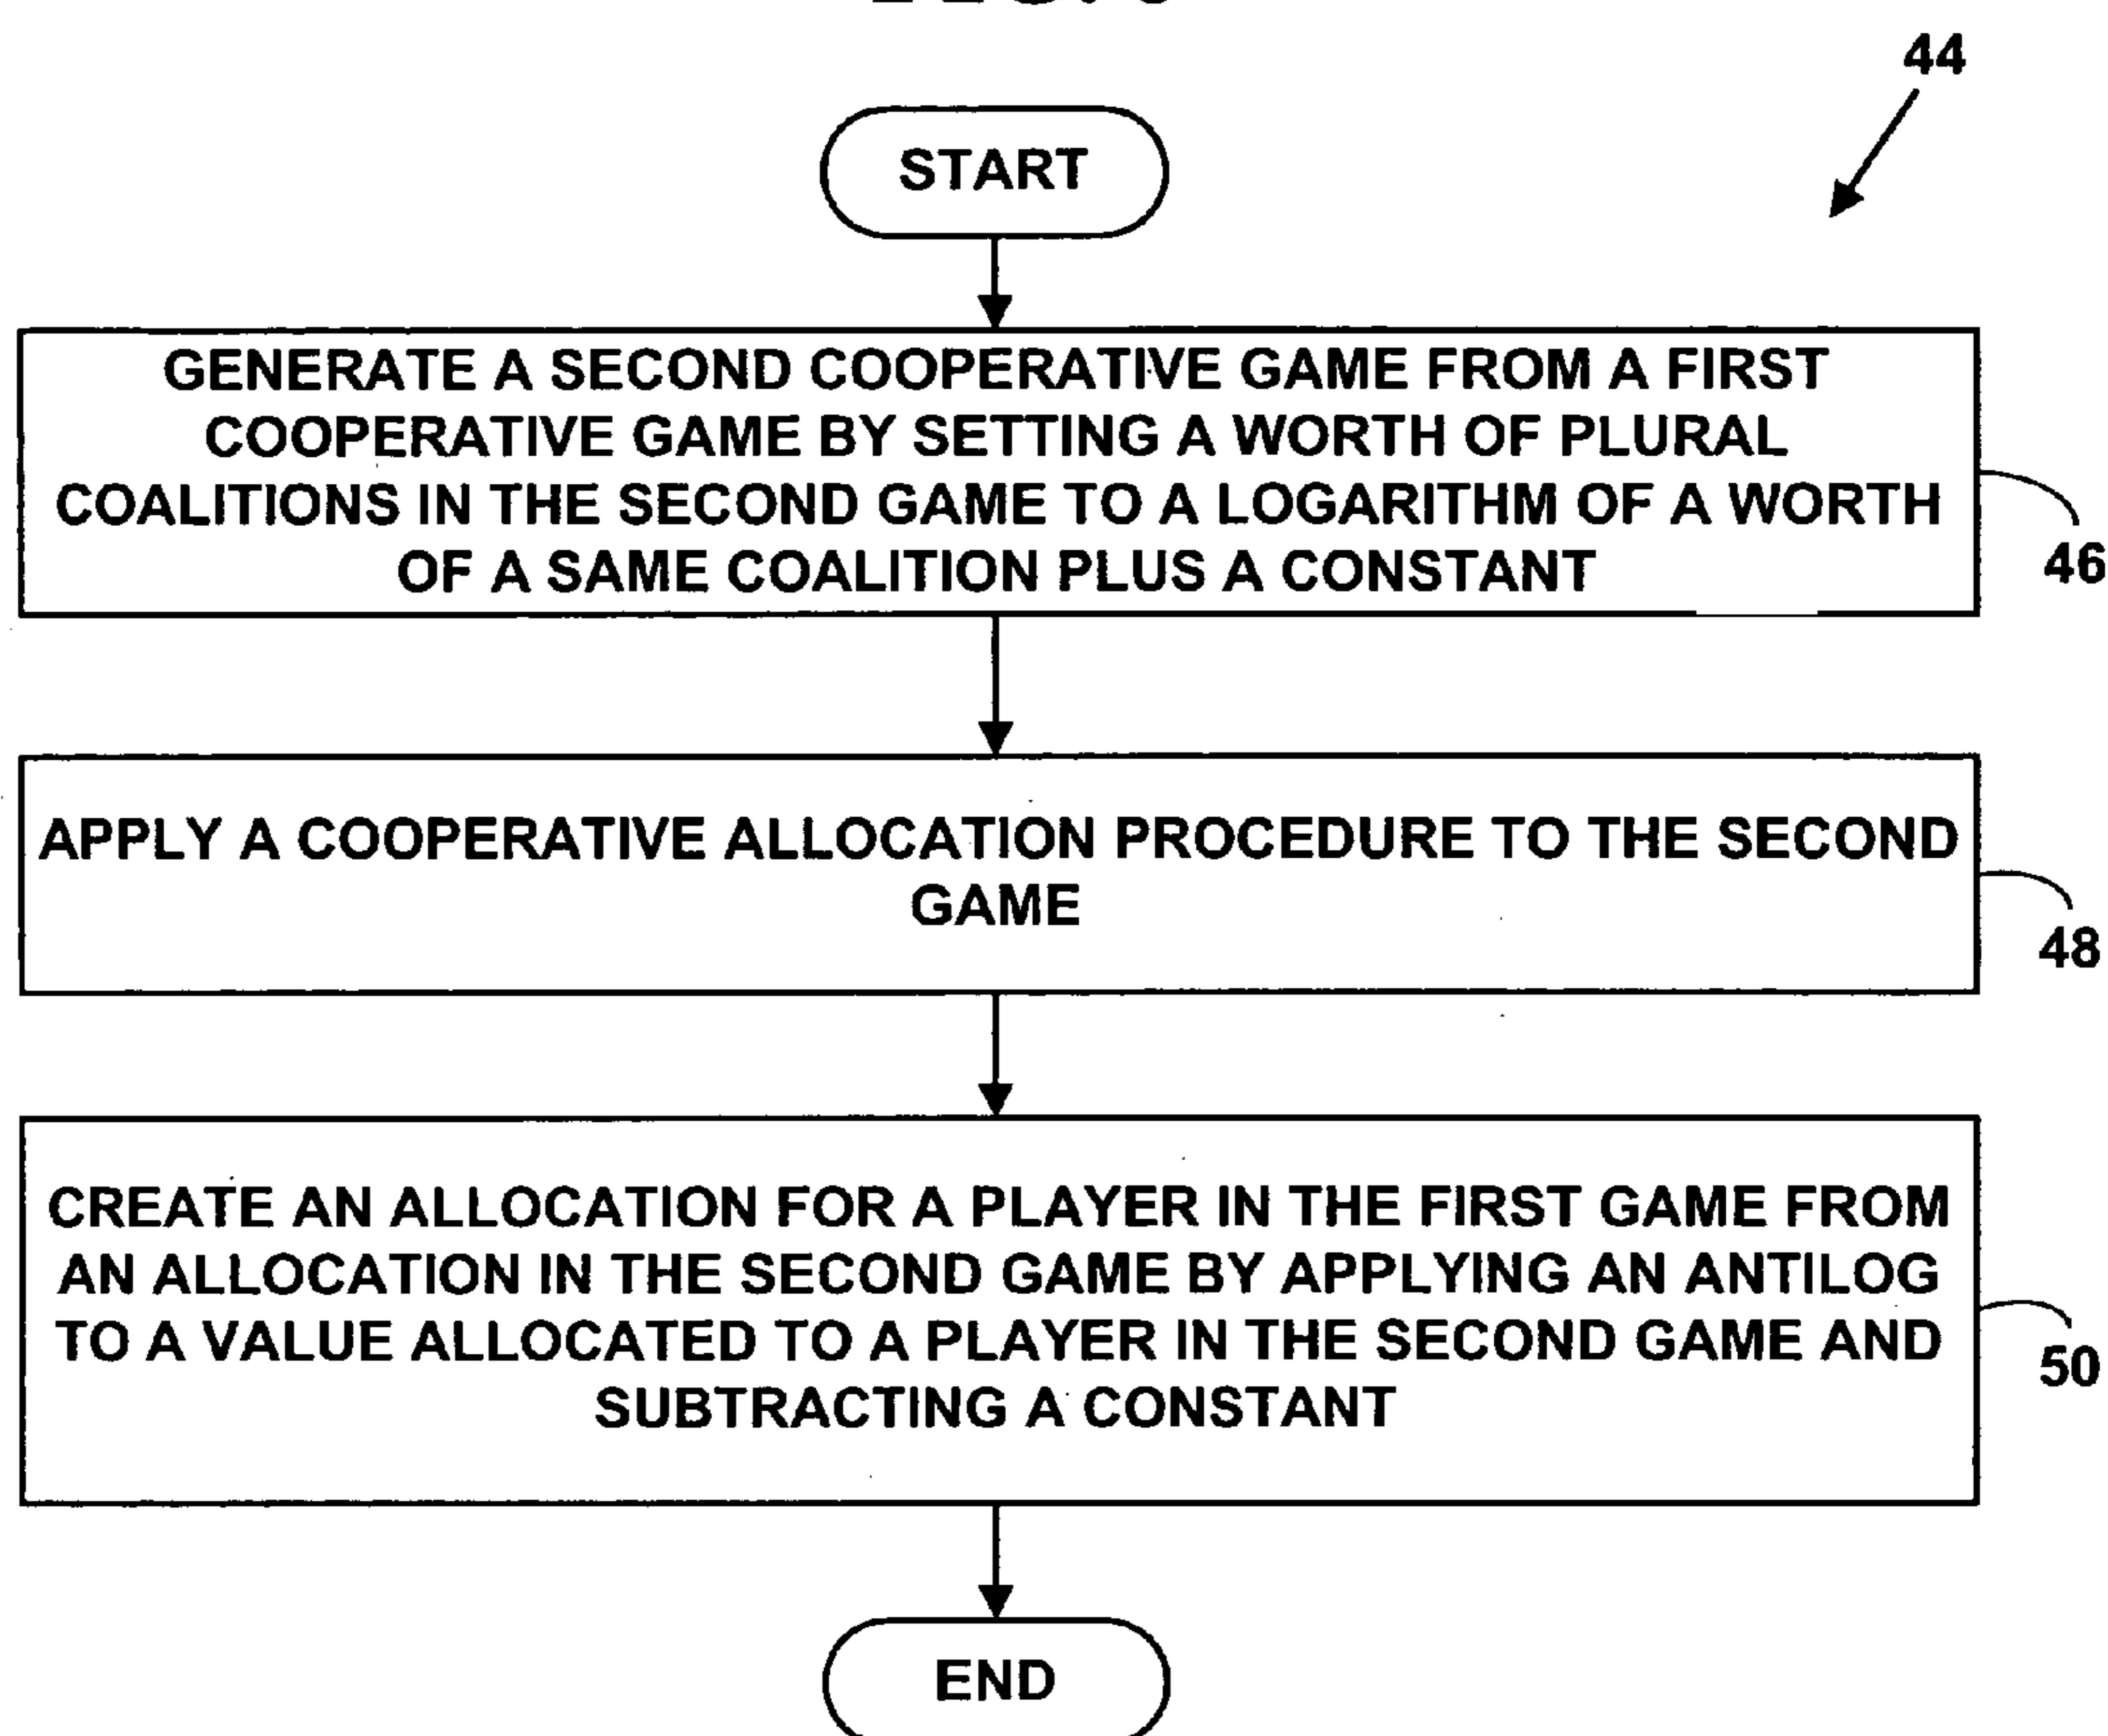 44
START
GENERATE A SECOND COOPERATIVE GAME FROM A FIRST
COOPERATIVE GAME BY SETTING A WORTH OF PLURAL
COALITIONS IN THE SECOND GAME TO A LOGARITHM OF A WORTH
OF A SAME COALITION PLUS A CONSTANT
46
APPLY A COOPERATIVE ALLOCATION PROCEDURE TO THE SECOND
GAME
48
CREATE AN ALLOCATION FOR A PLAYER IN THE FIRST GAME FROM
AN ALLOCATION IN THE SECOND GAME BY APPLYING AN ANTILOG
TO A VALUE ALLOCATED TO A PLAYER IN THE SECOND GAME AND
SUBTRACTING A CONSTANT
50
END